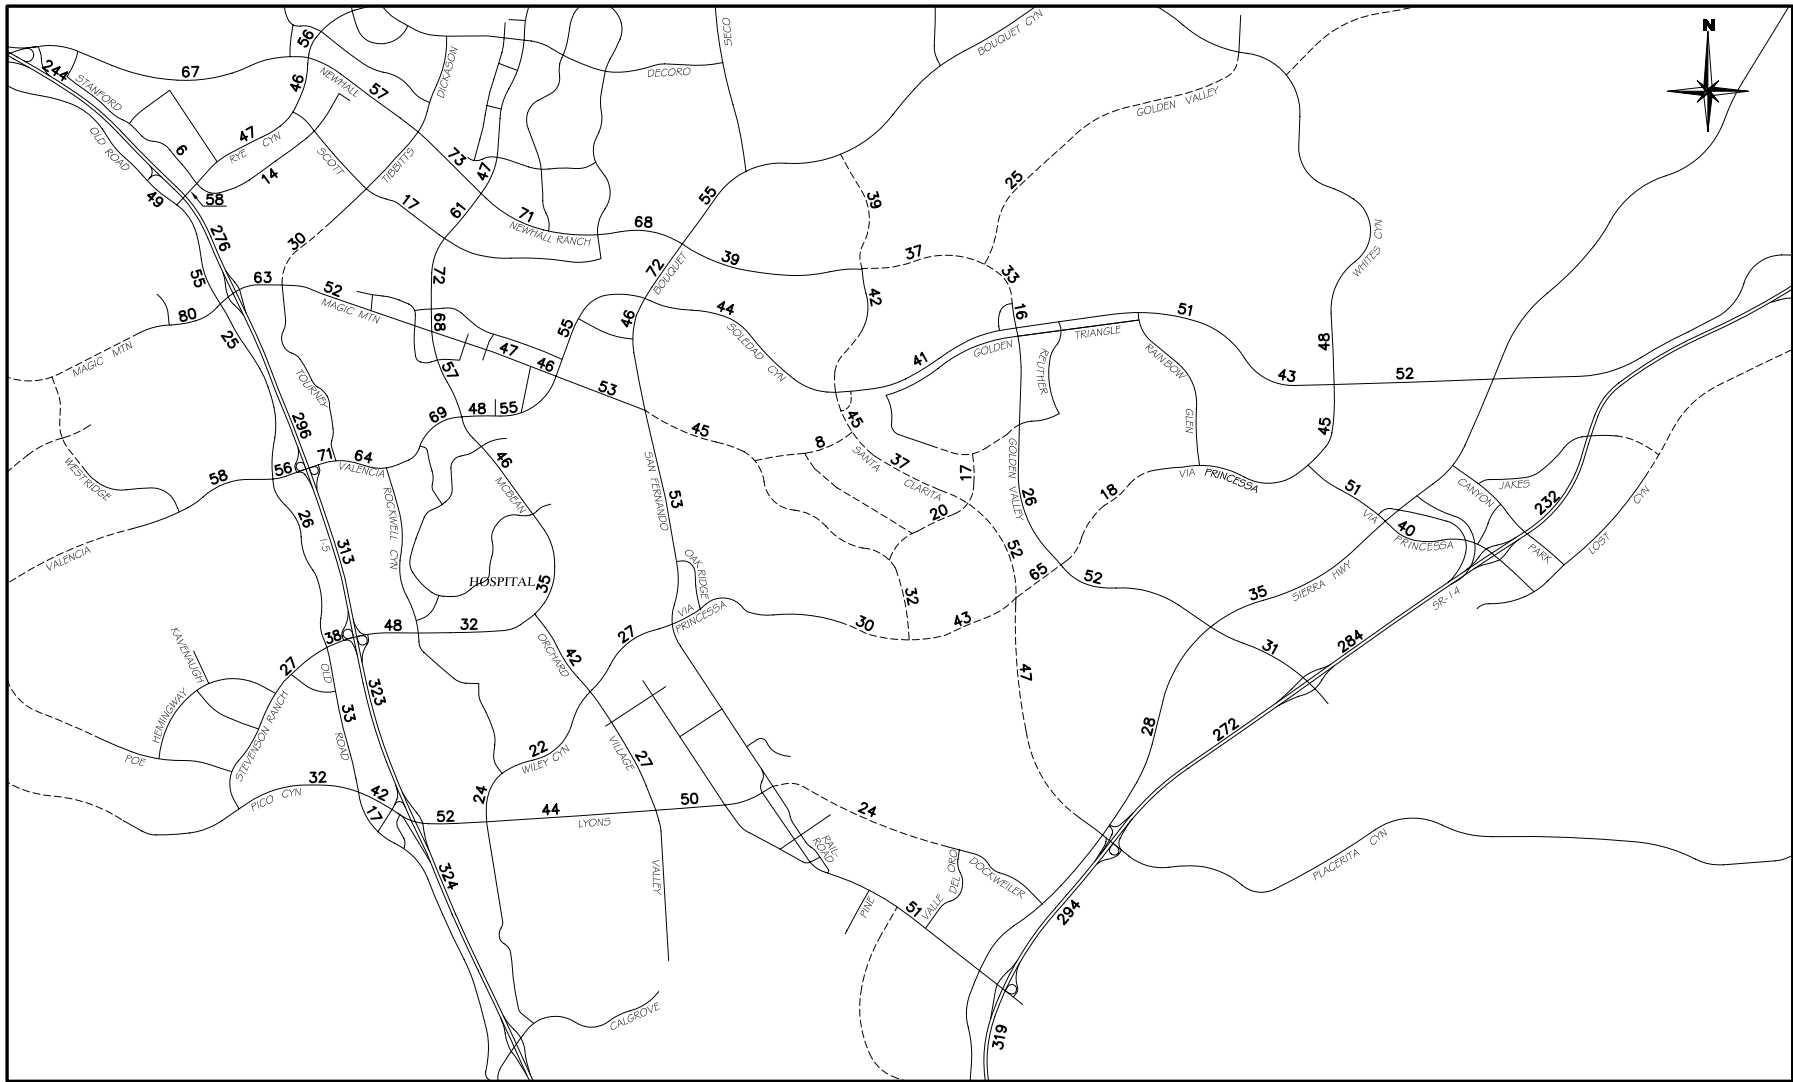 N
244
STANFORD
67
56
46
NEWHALL
57
DICKASON
DECORO
SECO
BOUQUET CYN
GOLDEN VALLEY
OLD ROAD
6
47
RYE CYN
14
SCOTT
TIBBITTS
73
47
49
58
17
61
71
NEWHALL RANCH
68
55
39
25
276
30
55
63
52
MAGIC MTN
72
72
BOUQUET
39
37
33
WHITES CYN
80
25
MAGIC MTN
68
55
46
44
SOLEDAD CYN
42
16
51
47
46
57
53
41
GOLDEN TRIANGLE
REUTHER
RAINBOW
48
43
52
TOURNEY
69
48
55
45
8
45
GLEN
45
296
56
71
64
VALENCIA
58
WESTRIDGE
46
MCBEAN
SAN FERNANDO
53
SANTA CLARITA
37
17
20
GOLDEN VALLEY
26
18
VIA PRINCESSA
51
VIA PRINCESSA
40
CANYON
JAKES
232
PARK
LOST CYN
VALENCIA
26
I-5
313
ROCKWELL CYN
HOSPITAL
35
OAK RIDGE
VIA PRINCESSA
32
52
65
52
43
30
35
SIERRA HWY
SR-14
38
48
32
27
42
ORCHARD
KAVENAUGH
HEMINGWAY
27
OLD ROAD
33
323
STEVENSON RANCH
POE
47
31
284
28
272
22
WILEY CYN
VILLAGE
27
32
PICO CYN
42
17
24
52
44
LYONS
50
24
RAIL ROAD
PLACERITA CYN
324
VALLEY
PINE
51
VALLE DEL ORO
DOCKWEILER
294
CALGROVE
319